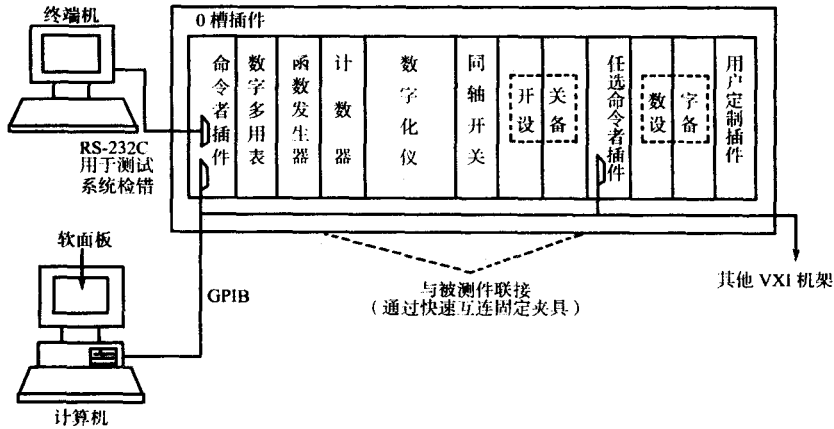 终端机
0 槽插件
命令者插件
数字多用表
函数发生器
计数器
数字化仪
同轴开关
开关
设备
任选命令者插件
数字
设备
用户定制插件
RS-232C
用于测试
系统检错
软面板
GPIB
与被测件联接
（通过快速互连固定夹具）
其他 VXI 机架
计算机